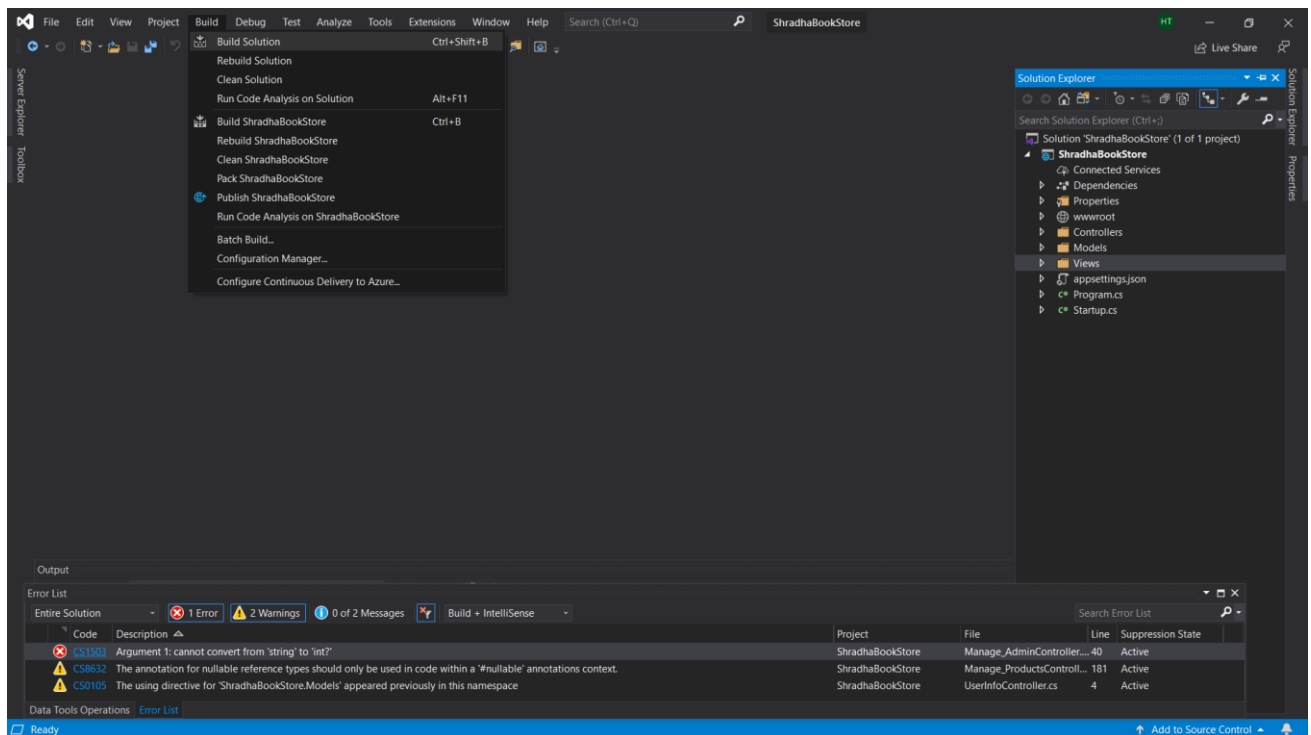 File Edit View Project Build Debug Test Analyze Tools Extensions Window Help Search (Ctrl+Q) ShradhaBookStore HT
Live Share
Build Solution Ctrl+Shift+B
Rebuild Solution
Clean Solution
Run Code Analysis on Solution Alt+F11
Build ShradhaBookStore Ctrl+B
Rebuild ShradhaBookStore
Clean ShradhaBookStore
Pack ShradhaBookStore
Publish ShradhaBookStore
Run Code Analysis on ShradhaBookStore
Batch Build...
Configuration Manager...
Configure Continuous Delivery to Azure...
Server Explorer
Toolbox
Solution Explorer
Search Solution Explorer (Ctrl+;)
Solution 'ShradhaBookStore' (1 of 1 project)
ShradhaBookStore
Connected Services
Dependencies
Properties
wwwroot
Controllers
Models
Views
appsettings.json
C# Program.cs
C# Startup.cs
Solution Explorer
Properties
Output
Error List
Entire Solution 1 Error 2 Warnings 0 of 2 Messages Build + IntelliSense Search Error List
Code Description Project File Line Suppression State
CS1503 Argument 1: cannot convert from 'string' to 'int?' ShradhaBookStore Manage_AdminController.... 40 Active
CS8632 The annotation for nullable reference types should only be used in code within a '#nullable' annotations context. ShradhaBookStore Manage_ProductsControll... 181 Active
CS0105 The using directive for 'ShradhaBookStore.Models' appeared previously in this namespace ShradhaBookStore UserInfoController.cs 4 Active
Data Tools Operations Error List
Ready Add to Source Control